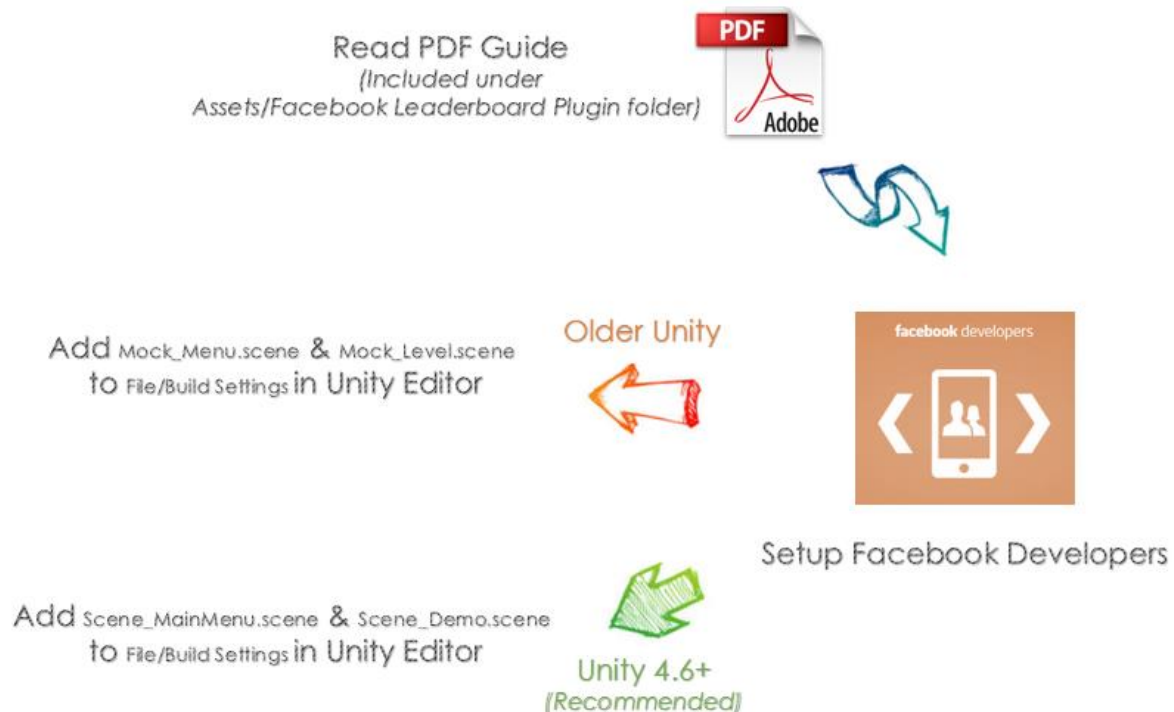 Read PDF Guide
(Included under
Assets/Facebook Leaderboard Plugin folder)
PDF
Adobe
Older Unity
Add Mock_Menu.scene & Mock_Level.scene
to File/Build Settings in Unity Editor
facebook developers
Setup Facebook Developers
Add Scene_MainMenu.scene & Scene_Demo.scene
to File/Build Settings in Unity Editor
Unity 4.6+
(Recommended)